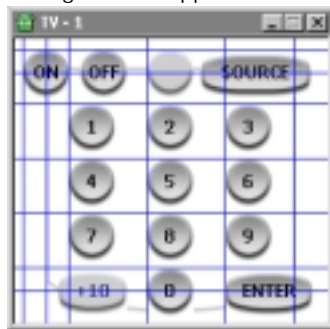 TV - 1
ON OFF SOURCE
1 2 3
4 5 6
7 8 9
+10 0 ENTER